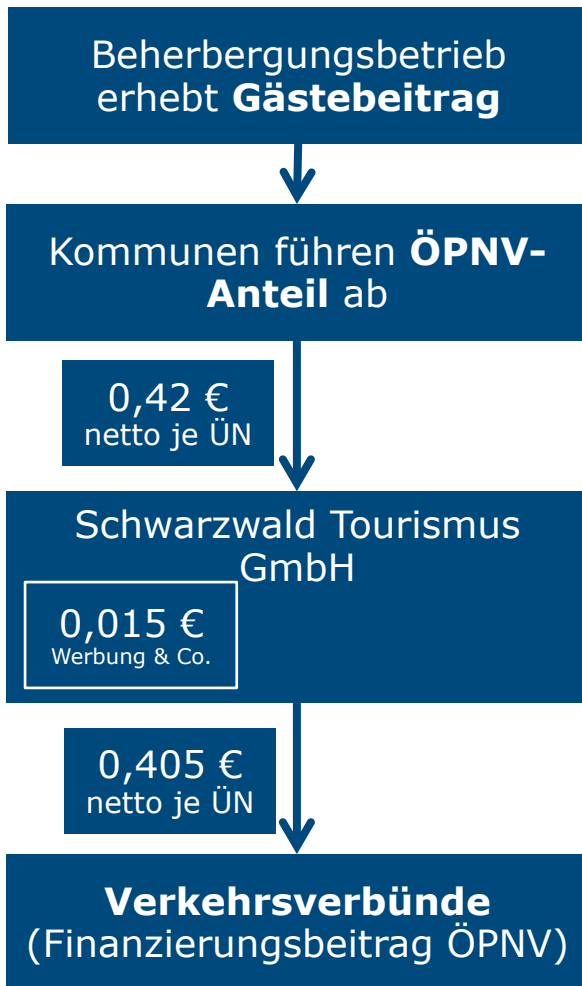 Beherbergungsbetrieb
erhebt Gästebeitrag
Kommunen führen ÖPNV-
Anteil ab
0,42 €
netto je ÜN
Schwarzwald Tourismus
GmbH
0,015 €
Werbung & Co.
0,405 €
netto je ÜN
Verkehrsverbünde
(Finanzierungsbeitrag ÖPNV)